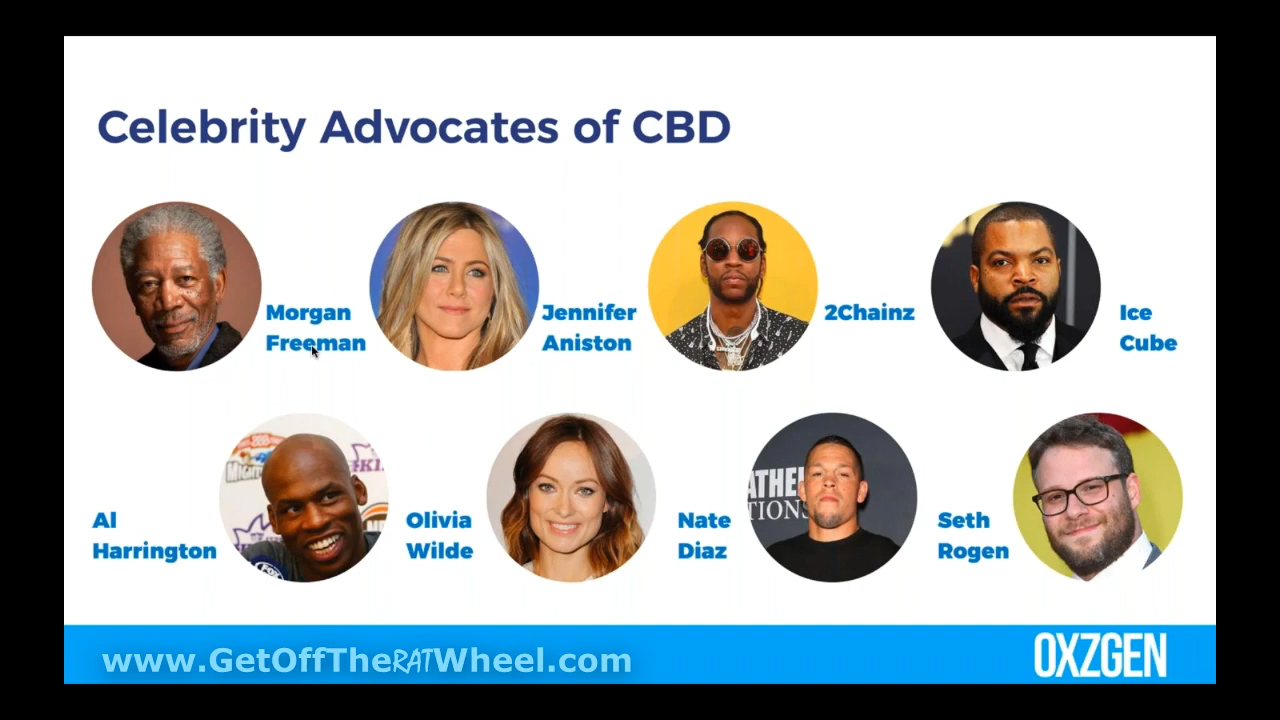 Celebrity Advocates of CBD
Morgan
Freeman
Jennifer
Aniston
2Chainz
Ice
Cube
Al
Harrington
Olivia
Wilde
Nate
Diaz
Seth
Rogen
FOX
www.GetOffTheRATWheel.com
OXZGEN